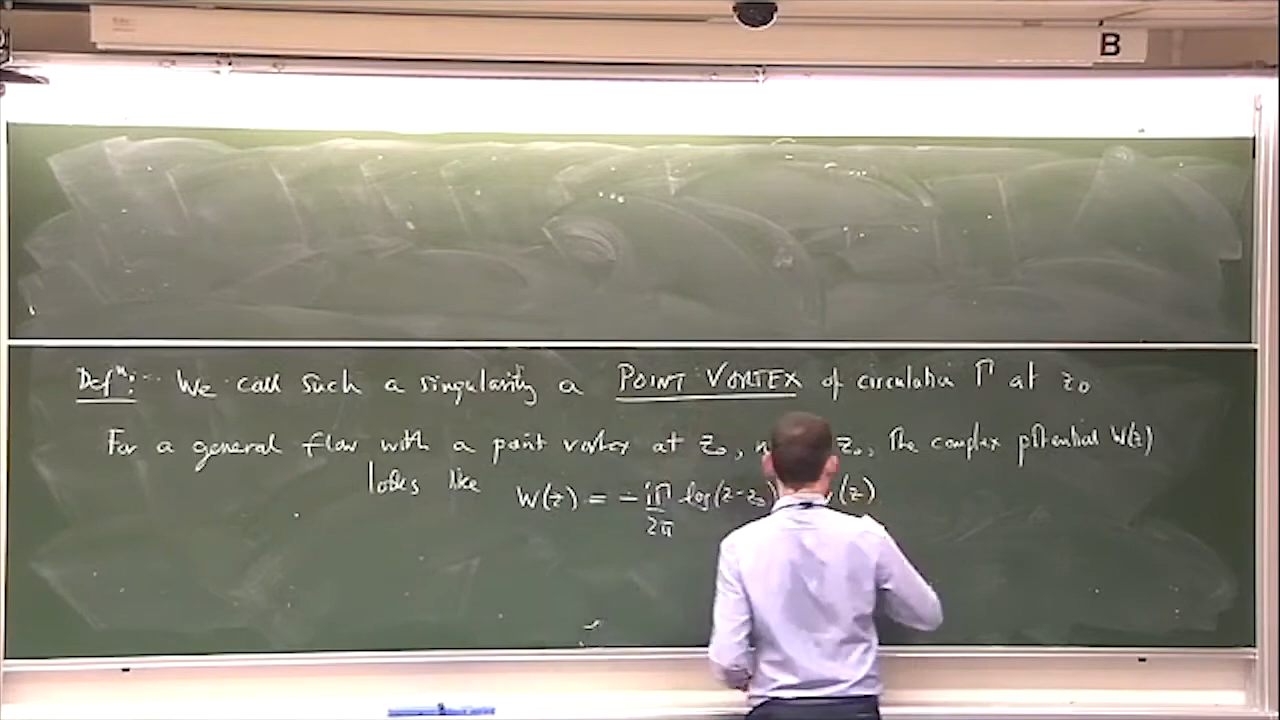 B
Defⁿ: We call such a singularity a POINT VORTEX of circulation Γ at z₀
For a general flow with a point vortex at z₀, z₀, the complex potential W(z)
looks like W(z) = - iΓ/2π log(z-z₀) (z)